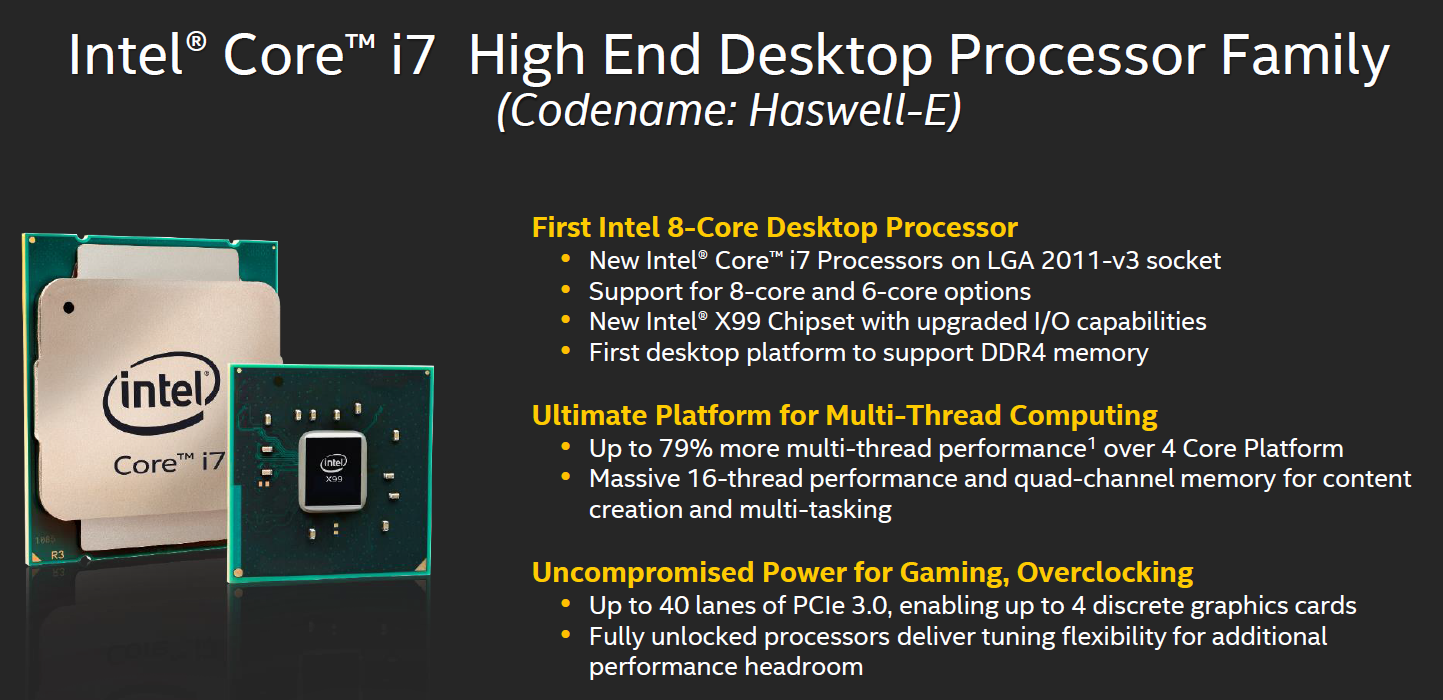 Intel® Core™ i7 High End Desktop Processor Family
(Codename: Haswell-E)
First Intel 8-Core Desktop Processor
• New Intel® Core™ i7 Processors on LGA 2011-v3 socket
• Support for 8-core and 6-core options
• New Intel® X99 Chipset with upgraded I/O capabilities
• First desktop platform to support DDR4 memory
Ultimate Platform for Multi-Thread Computing
• Up to 79% more multi-thread performance¹ over 4 Core Platform
• Massive 16-thread performance and quad-channel memory for content
creation and multi-tasking
Uncompromised Power for Gaming, Overclocking
• Up to 40 lanes of PCIe 3.0, enabling up to 4 discrete graphics cards
• Fully unlocked processors deliver tuning flexibility for additional
performance headroom
intel®
Core™ i7
intel
X99
R3